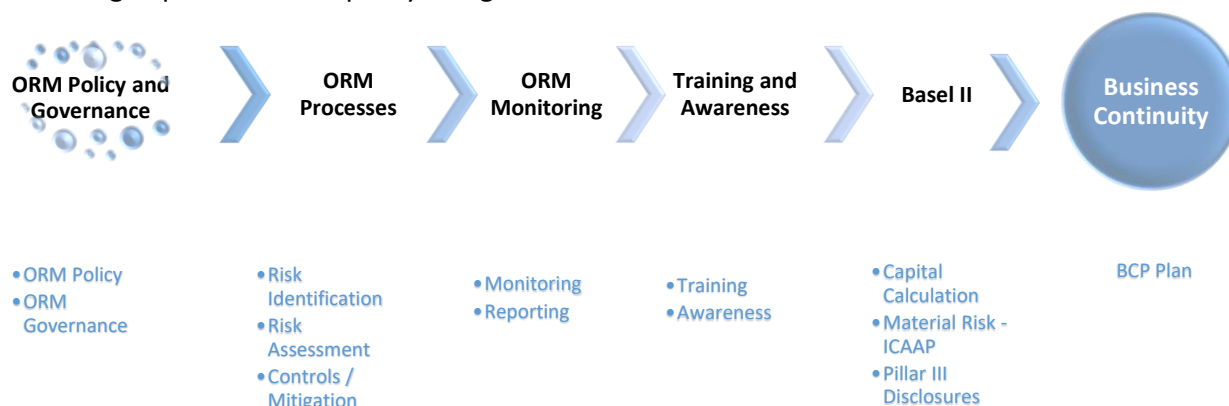 ORM Policy and
Governance
ORM
Processes
ORM
Monitoring
Training and
Awareness
Basel II
Business
Continuity
•ORM Policy
•ORM
Governance
•Risk
Identification
•Risk
Assessment
•Controls /
Mitigation
•Monitoring
•Reporting
•Training
•Awareness
•Capital
Calculation
•Material Risk -
ICAAP
•Pillar III
Disclosures
BCP Plan